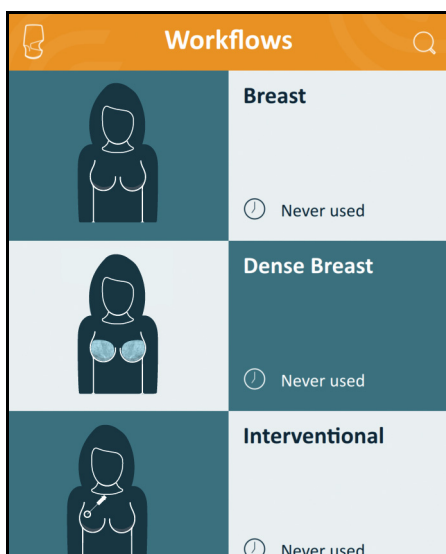 Workflows
Breast
Never used
Dense Breast
Never used
Interventional
Never used